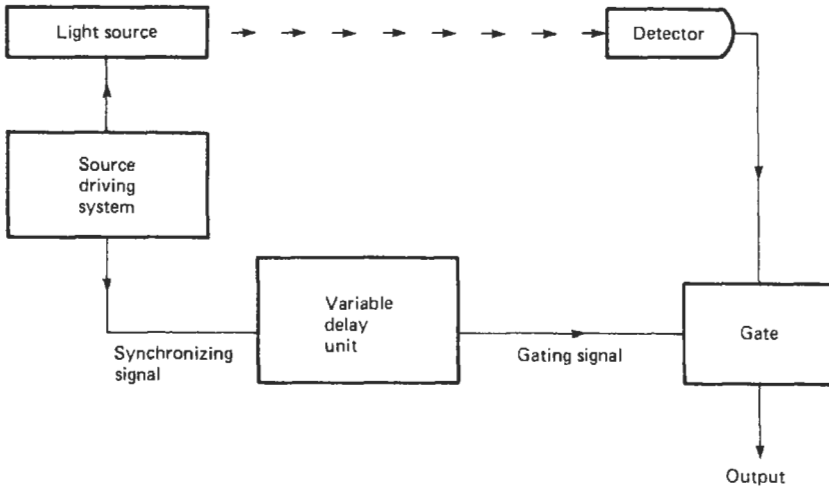 Light source
Detector
Source
driving
system
Variable
delay
unit
Gate
Synchronizing
signal
Gating signal
Output